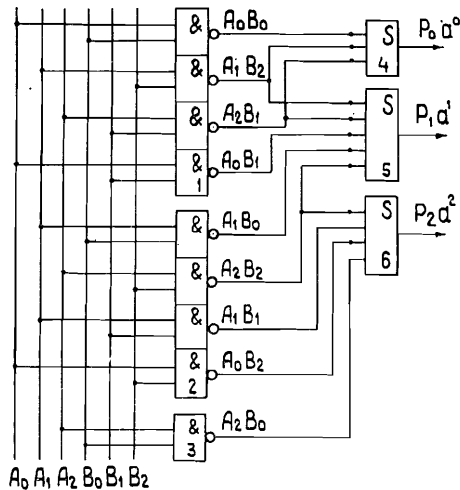 & A₀B₀ S P₀a⁰
4
& A₁B₂
& A₂B₁ S P₁a¹
& A₀B₁
1 5
& A₁B₀ S P₂a²
& A₂B₂ 6
& A₁B₁
& A₀B₂
2
& A₂B₀
3
A₀ A₁ A₂ B₀ B₁ B₂